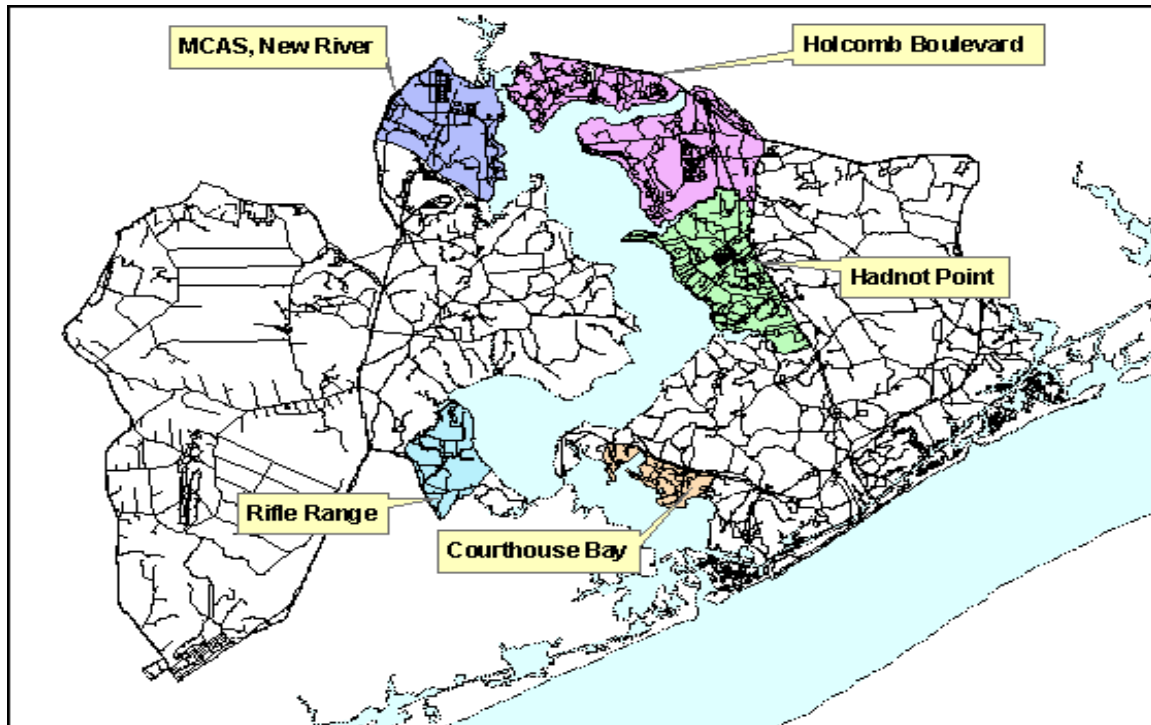 MCAS, New River
Holcomb Boulevard
Hadnot Point
Rifle Range
Courthouse Bay